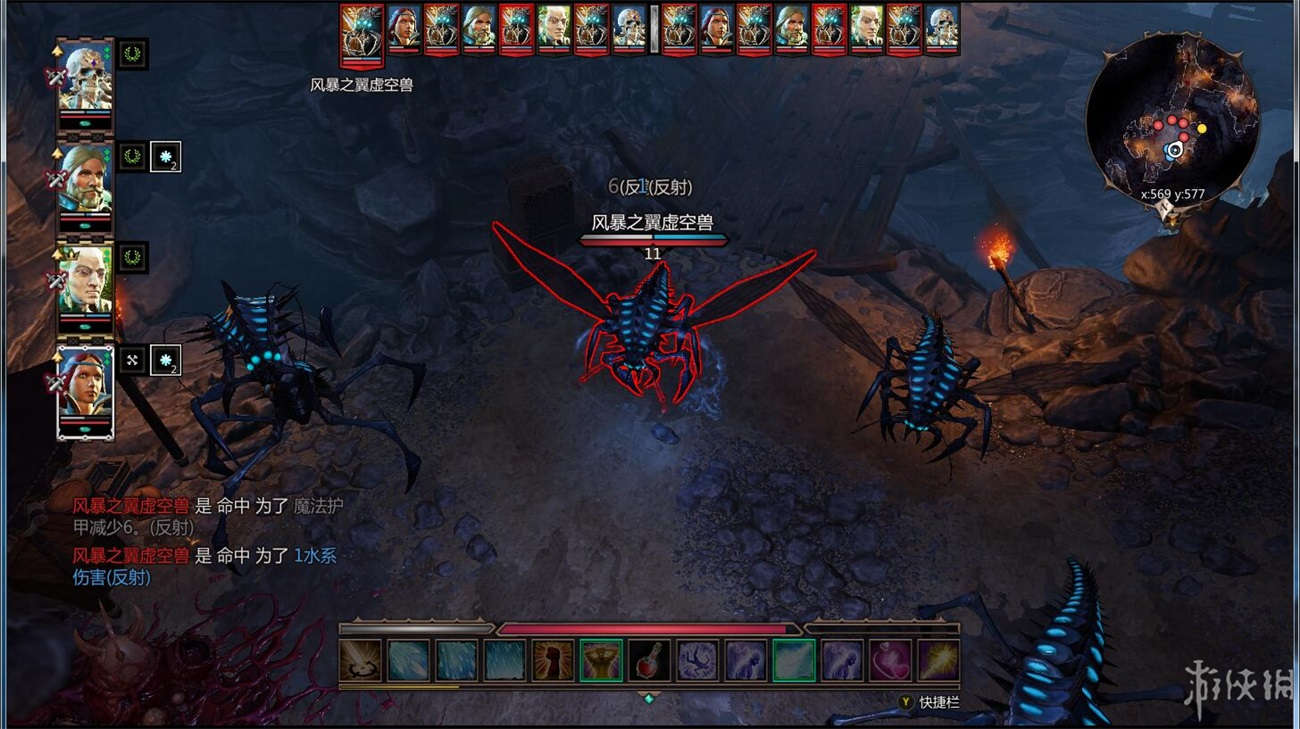 风暴之翼虚空兽
2
x:569 y:577
6(反1(反射)
风暴之翼虚空兽
11
2
风暴之翼虚空兽 是 命中 为了 魔法护
甲减少6。(反射)
风暴之翼虚空兽 是 命中 为了 1水系
伤害(反射)
Y 快捷栏
游侠网